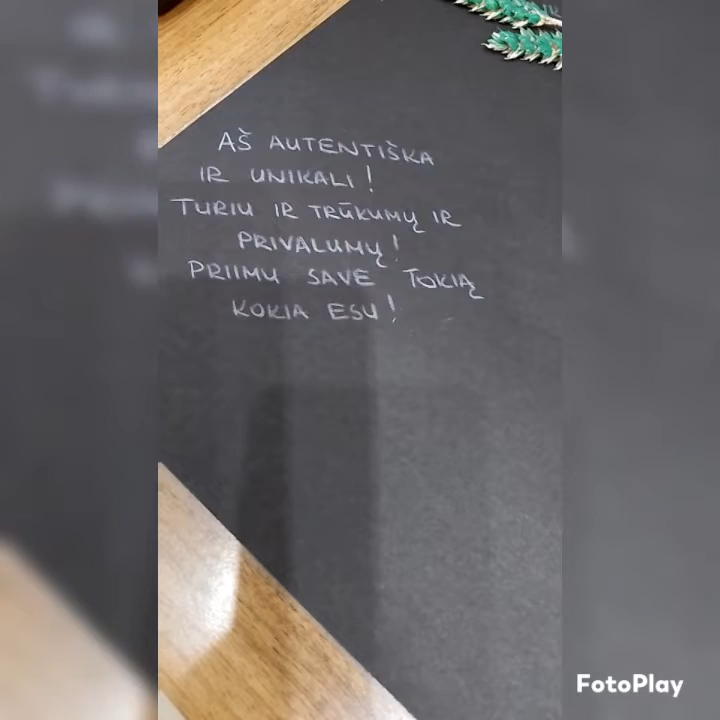 AŠ AUTENTIŠKA
IR UNIKALI!
TURIU IR TRŪKUMŲ IR
PRIVALUMŲ!
PRIIMU SAVE TOKIĄ
KOKIA ESU!
FotoPlay